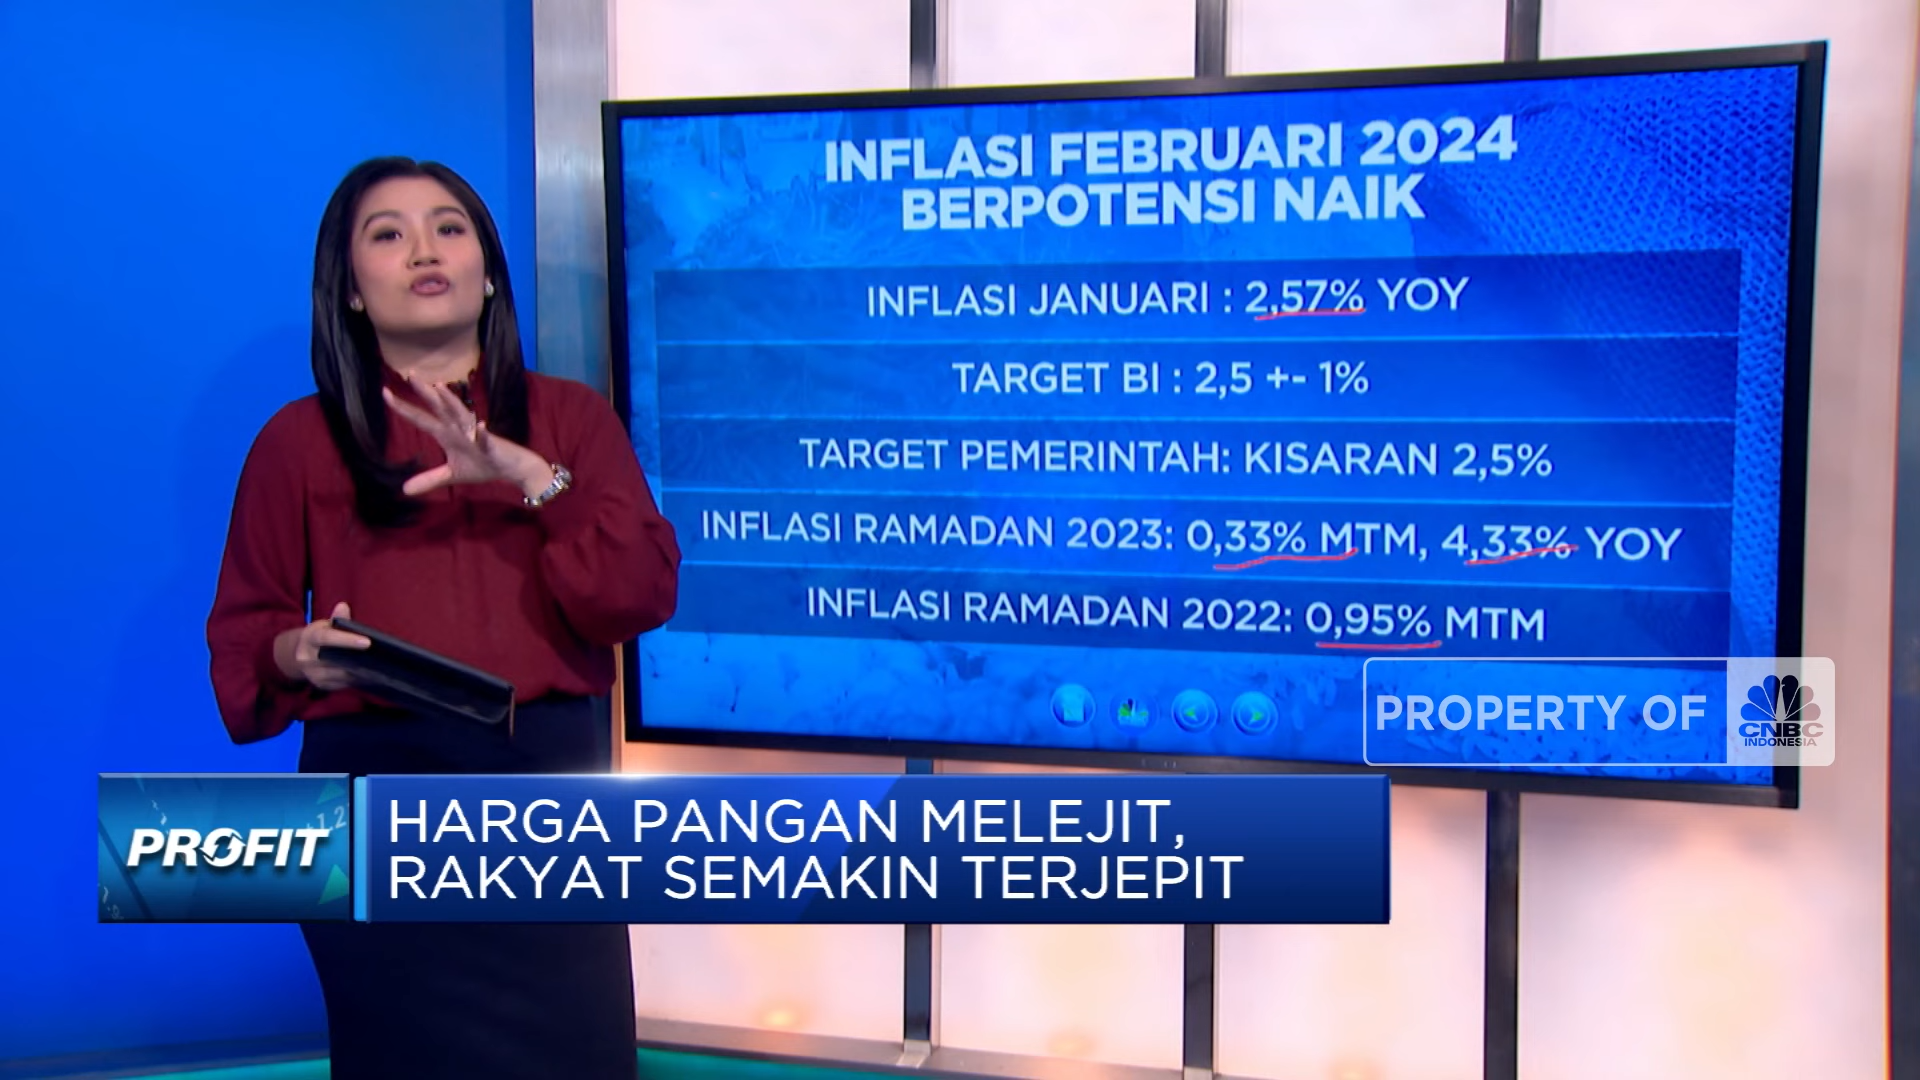 INFLASI FEBRUARI 2024
BERPOTENSI NAIK
INFLASI JANUARI : 2,57% YOY
TARGET BI : 2,5 +- 1%
TARGET PEMERINTAH: KISARAN 2,5%
INFLASI RAMADAN 2023: 0,33% MTM, 4,33% YOY
INFLASI RAMADAN 2022: 0,95% MTM
PROPERTY OF
CNBC
INDONESIA
PROFIT
HARGA PANGAN MELEJIT,
RAKYAT SEMAKIN TERJEPIT